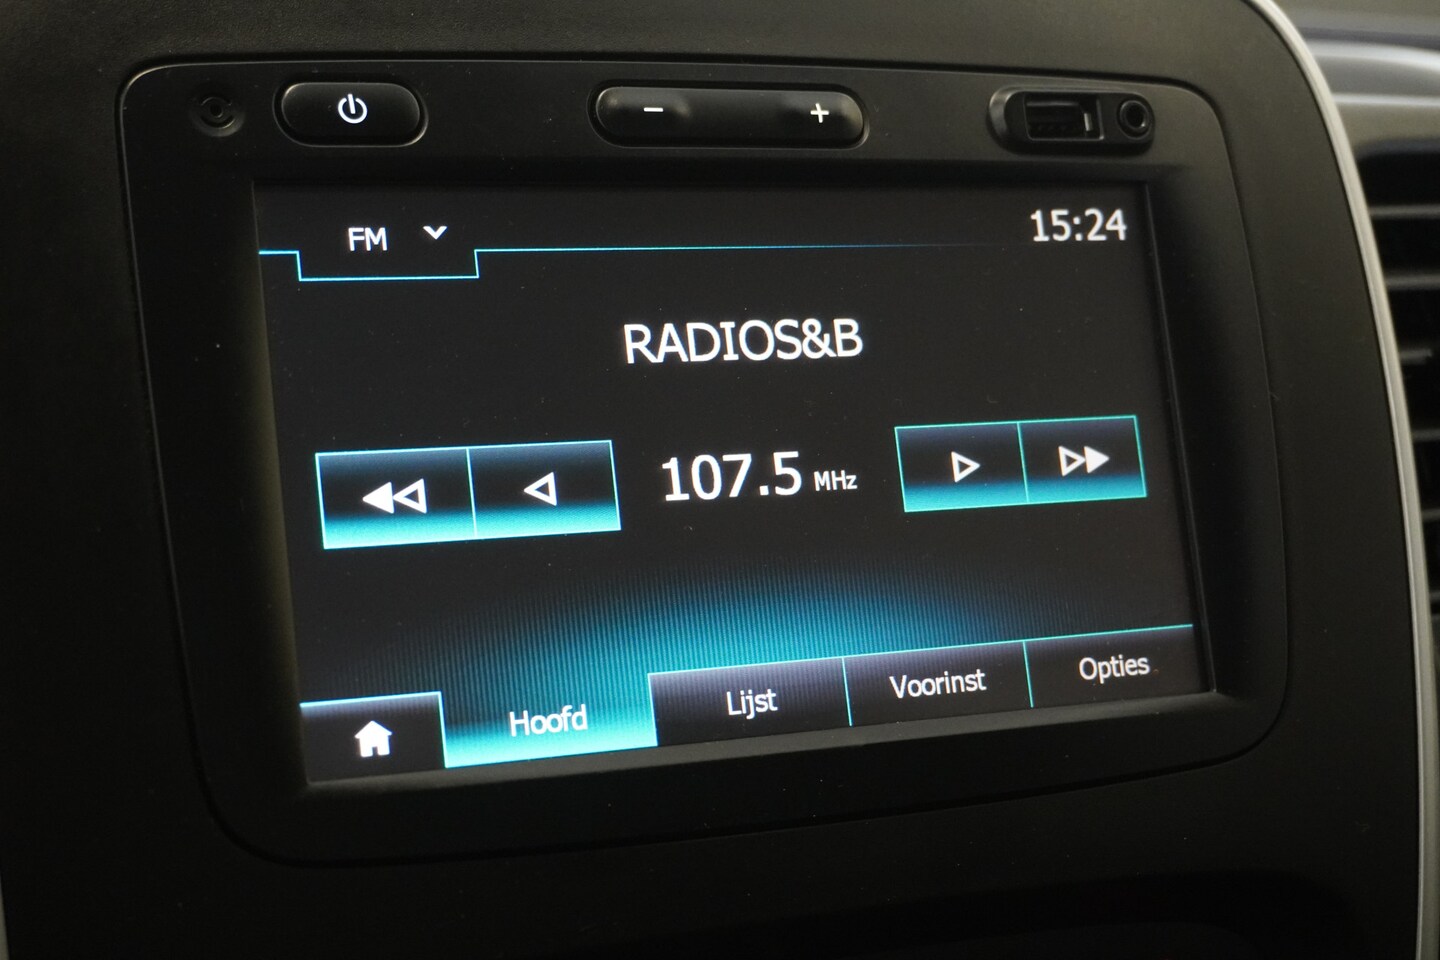 − +
FM 15:24
RADIOS&B
107.5 MHz
Hoofd Lijst Voorinst Opties